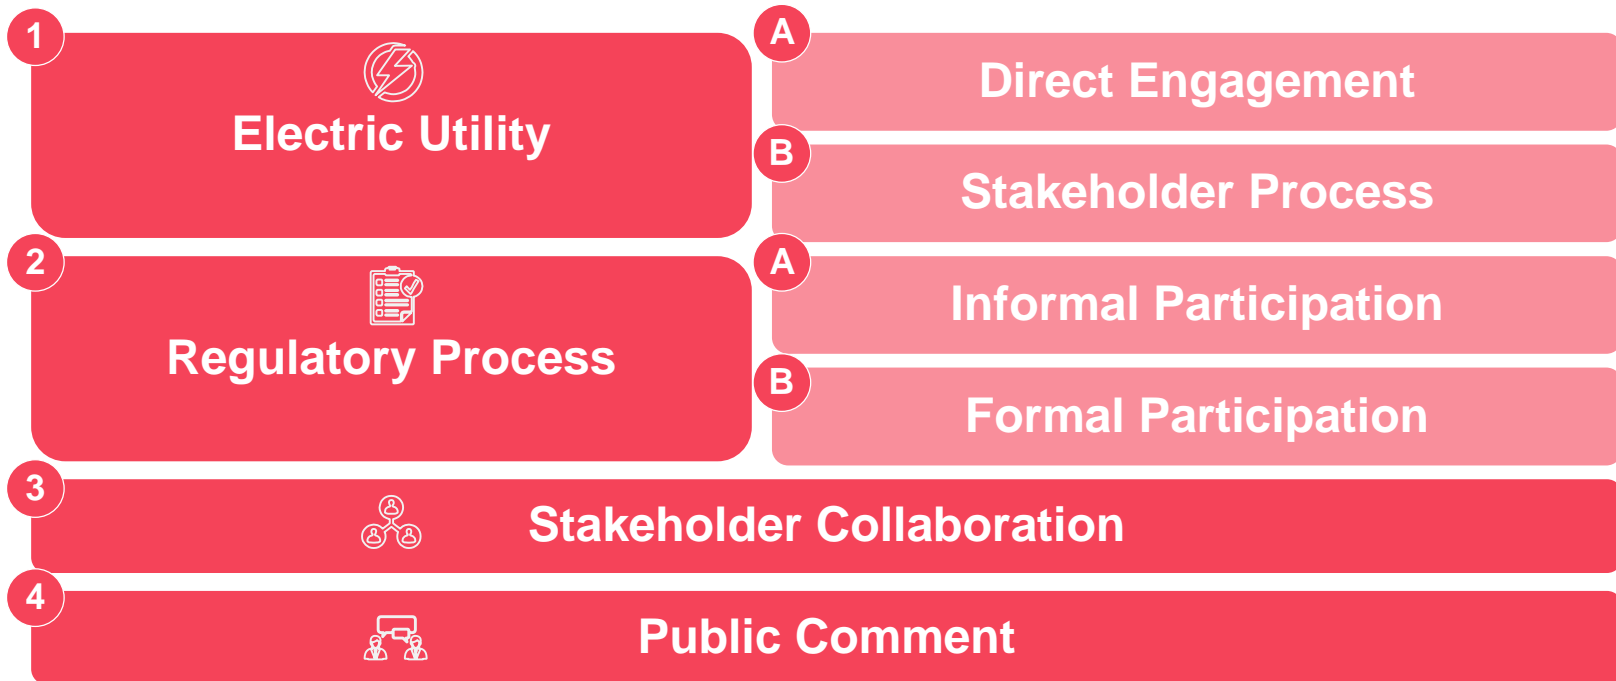 1
Electric Utility
A
Direct Engagement
B
Stakeholder Process
2
Regulatory Process
A
Informal Participation
B
Formal Participation
3
Stakeholder Collaboration
4
Public Comment